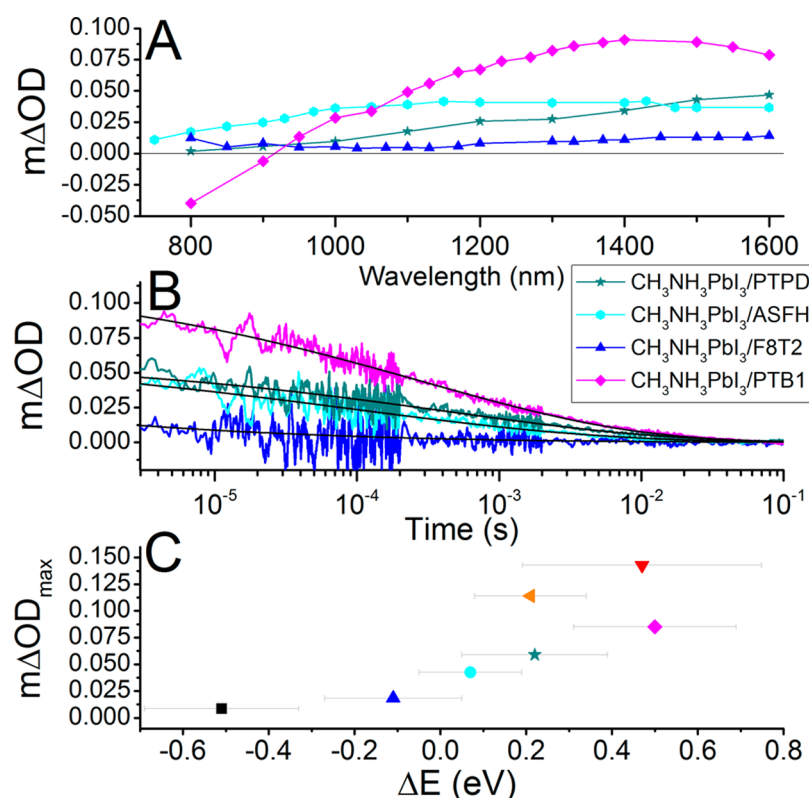 A
mΔOD
0.100
0.075
0.050
0.025
0.000
-0.025
-0.050
800 1000 1200 1400 1600
Wavelength (nm)
CH₃NH₃PbI₃/PTPD
CH₃NH₃PbI₃/ASFH
CH₃NH₃PbI₃/F8T2
CH₃NH₃PbI₃/PTB1
B
mΔOD
0.100
0.075
0.050
0.025
0.000
10⁻⁵ 10⁻⁴ 10⁻³ 10⁻² 10⁻¹
Time (s)
C
mΔODmax
0.150
0.125
0.100
0.075
0.050
0.025
0.000
-0.6 -0.4 -0.2 0.0 0.2 0.4 0.6 0.8
ΔE (eV)